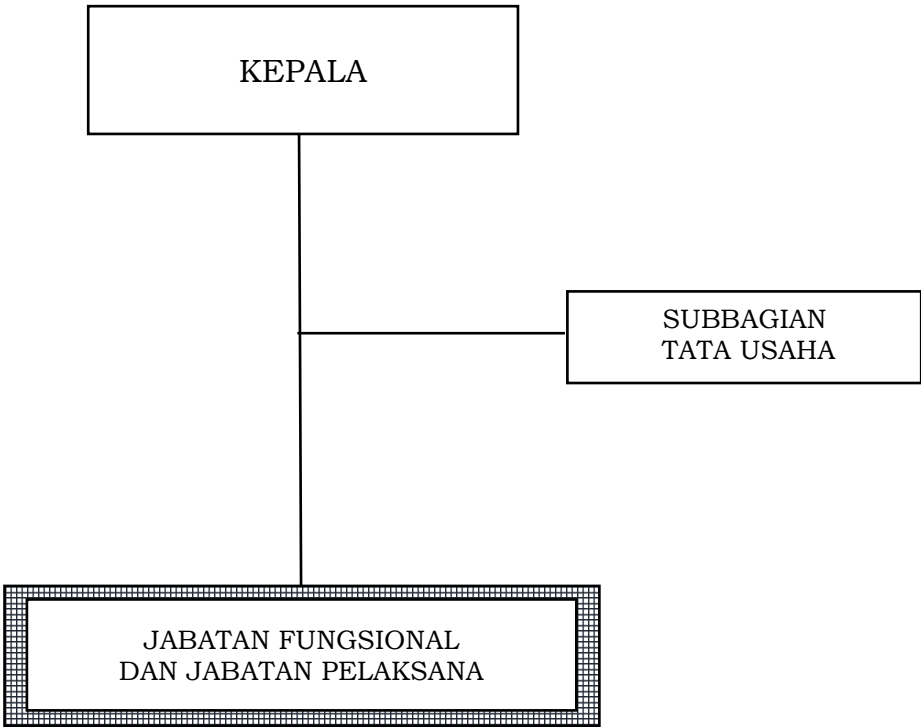 KEPALA
SUBBAGIAN
TATA USAHA
JABATAN FUNGSIONAL
DAN JABATAN PELAKSANA